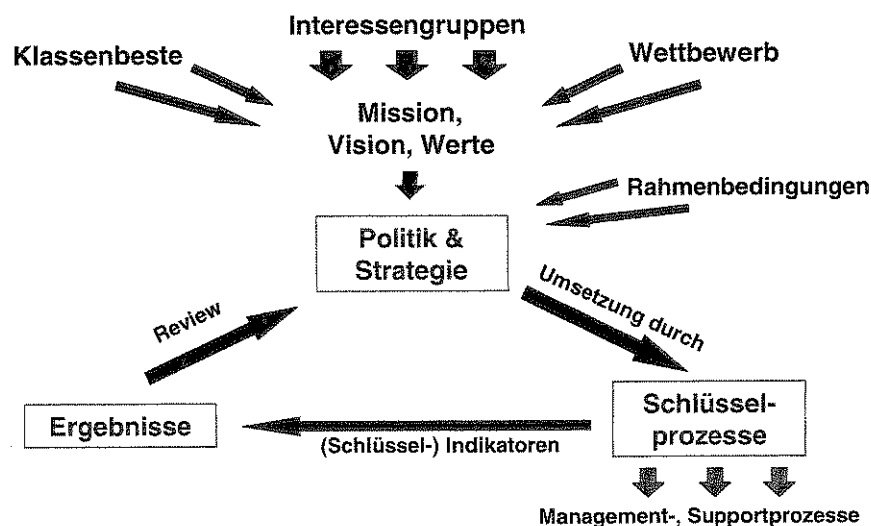 Interessengruppen
Klassenbeste
Wettbewerb
Mission,
Vision, Werte
Rahmenbedingungen
Politik &
Strategie
Umsetzung durch
Review
Schlüssel-
prozesse
Ergebnisse
(Schlüssel-) Indikatoren
Management-, Supportprozesse